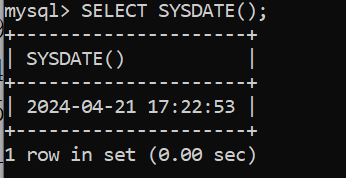 mysql> SELECT SYSDATE();
+---------------------+
| SYSDATE()           |
+---------------------+
| 2024-04-21 17:22:53 |
+---------------------+
1 row in set (0.00 sec)